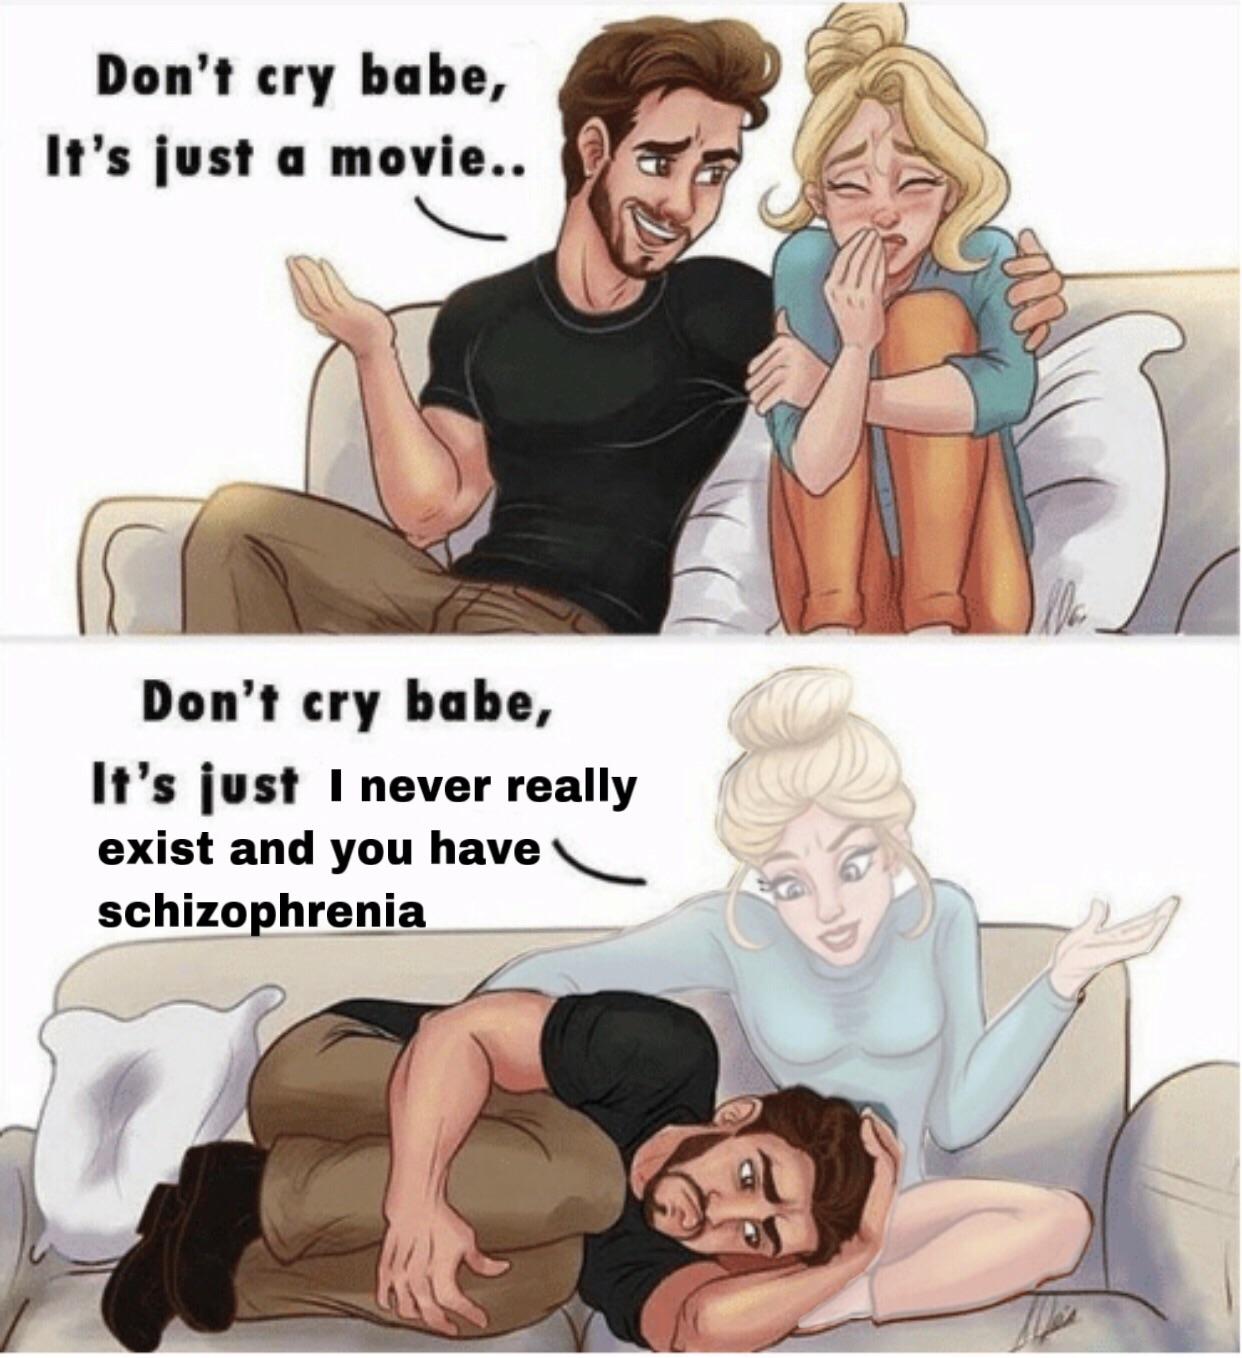 Don't cry babe,
It's just a movie..
Don't cry babe,
It's just I never really
exist and you have
schizophrenia